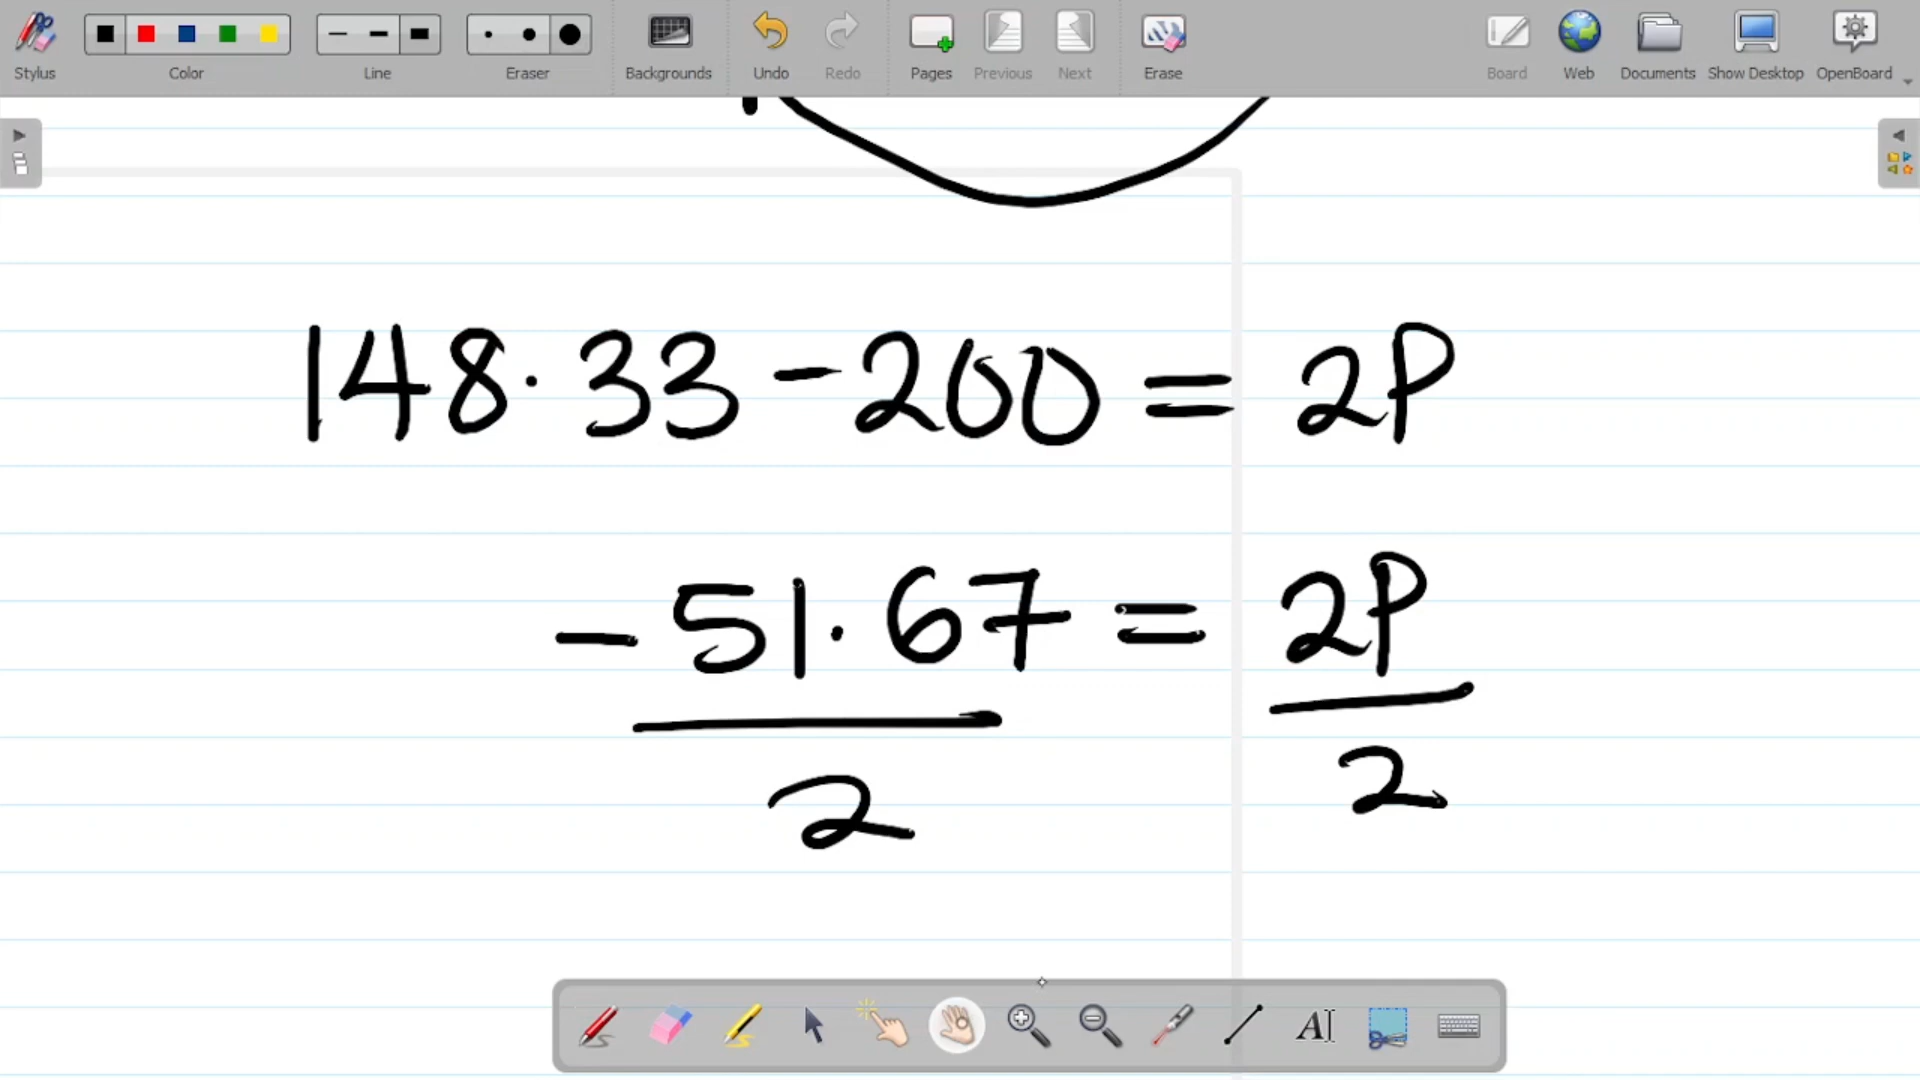 Stylus Color Line Eraser Backgrounds Undo Redo Pages Previous Next Erase Board Web Documents Show Desktop OpenBoard
148.33 - 200 = 2P
-51.67 = 2P
2 2